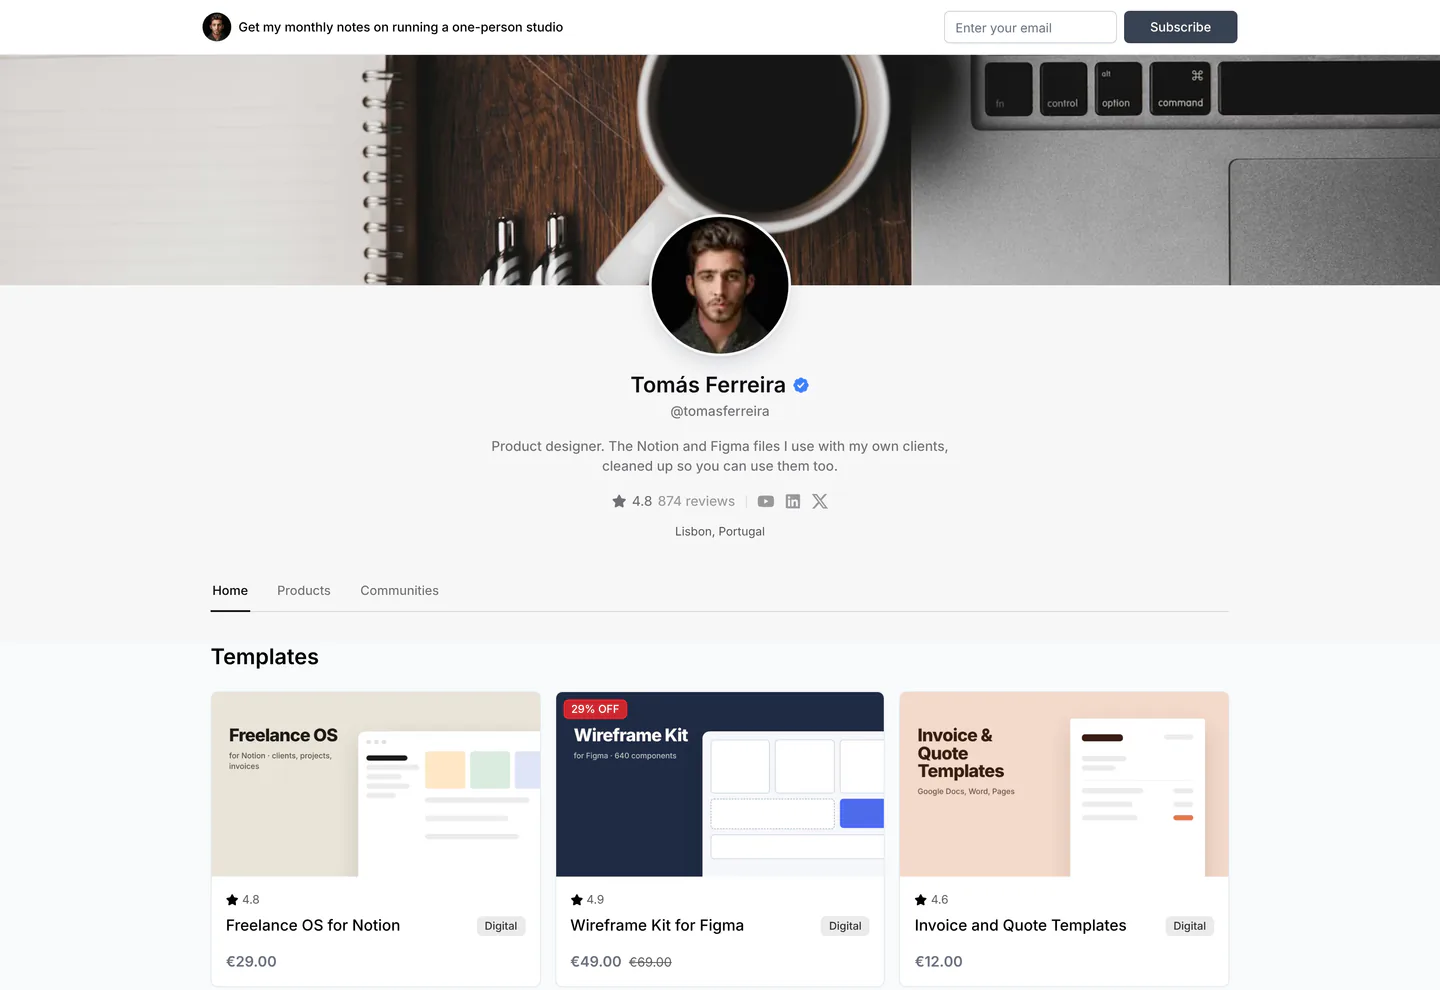 Get my monthly notes on running a one-person studio
Enter your email
Subscribe
fn
control
alt
option
⌘
command
Tomás Ferreira
@tomasferreira
Product designer. The Notion and Figma files I use with my own clients,
cleaned up so you can use them too.
4.8 874 reviews
Lisbon, Portugal
Home
Products
Communities
Templates
Freelance OS
for Notion · clients, projects,
invoices
29% OFF
Wireframe Kit
for Figma · 640 components
Invoice &
Quote
Templates
Google Docs, Word, Pages
4.8
Freelance OS for Notion
Digital
€29.00
4.9
Wireframe Kit for Figma
Digital
€49.00 €69.00
4.6
Invoice and Quote Templates
Digital
€12.00